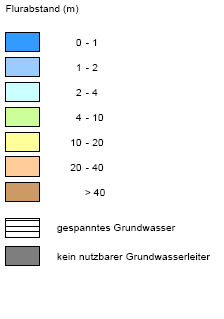 Flurabstand (m)
0 - 1
1 - 2
2 - 4
4 - 10
10 - 20
20 - 40
> 40
gespanntes Grundwasser
kein nutzbarer Grundwasserleiter